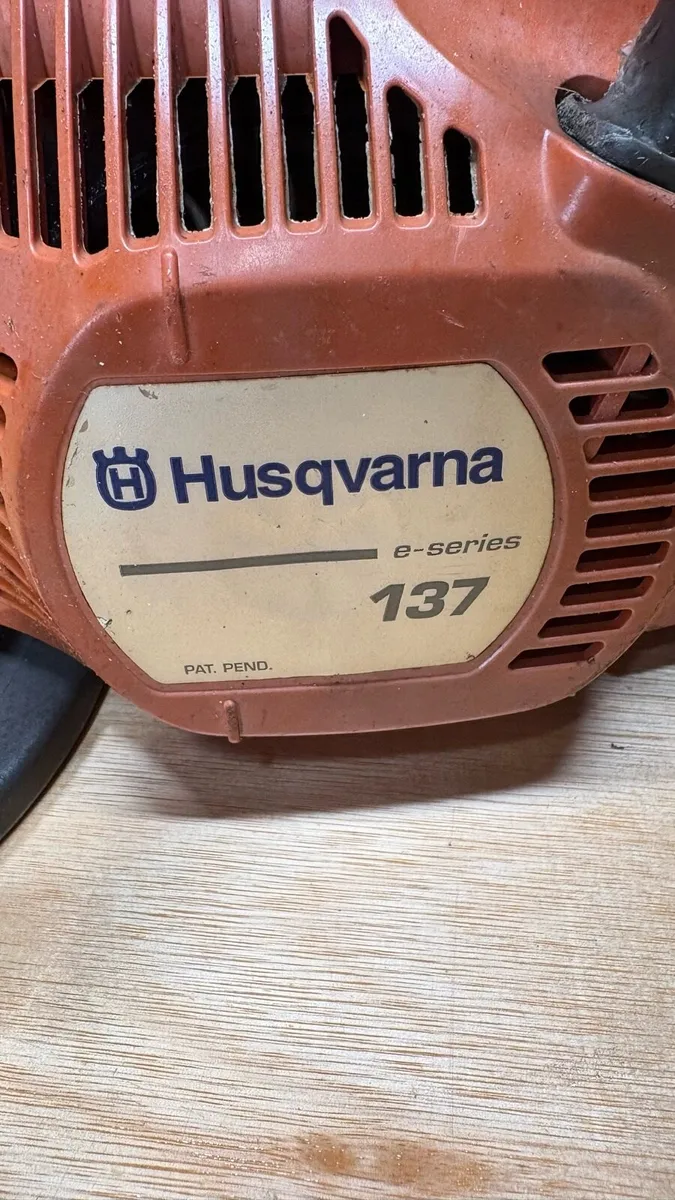 H Husqvarna
e-series
137
PAT. PEND.